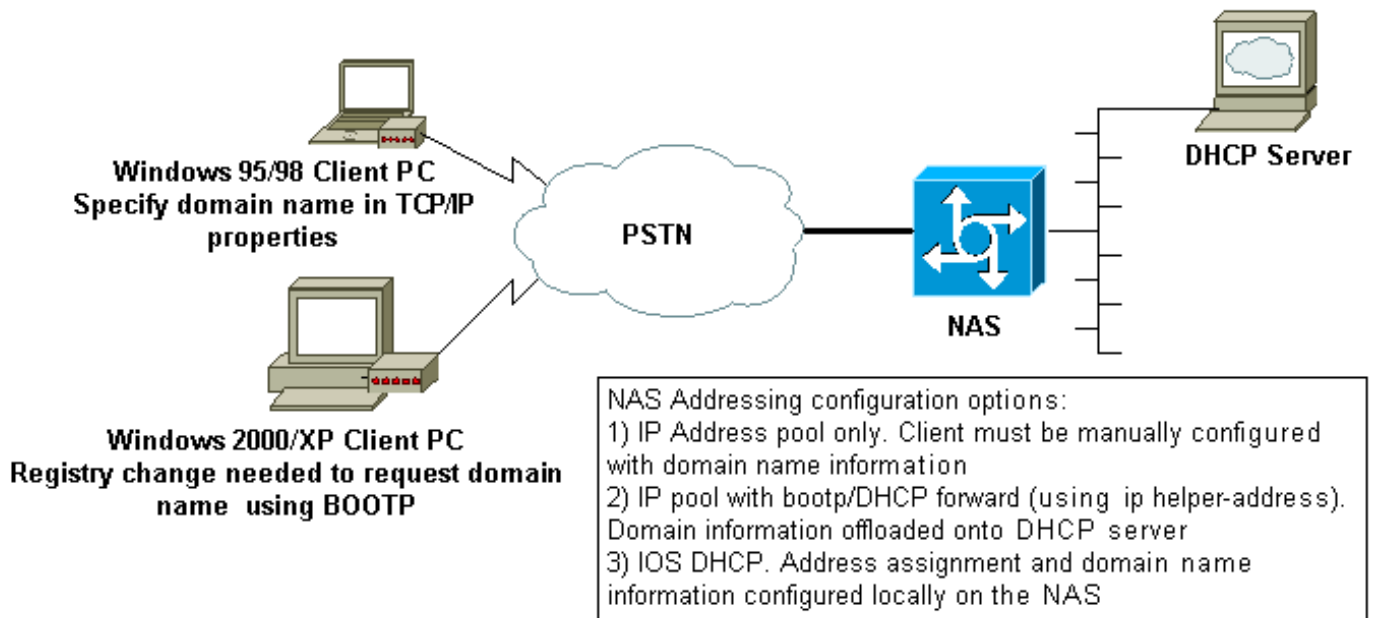 DHCP Server
Windows 95/98 Client PC
Specify domain name in TCP/IP
properties
PSTN
NAS
Windows 2000/XP Client PC
Registry change needed to request domain
name using BOOTP
NAS Addressing configuration options:
1) IP Address pool only. Client must be manually configured
with domain name information
2) IP pool with bootp/DHCP forward (using ip helper-address).
Domain information offloaded onto DHCP server
3) IOS DHCP. Address assignment and domain name
information configured locally on the NAS